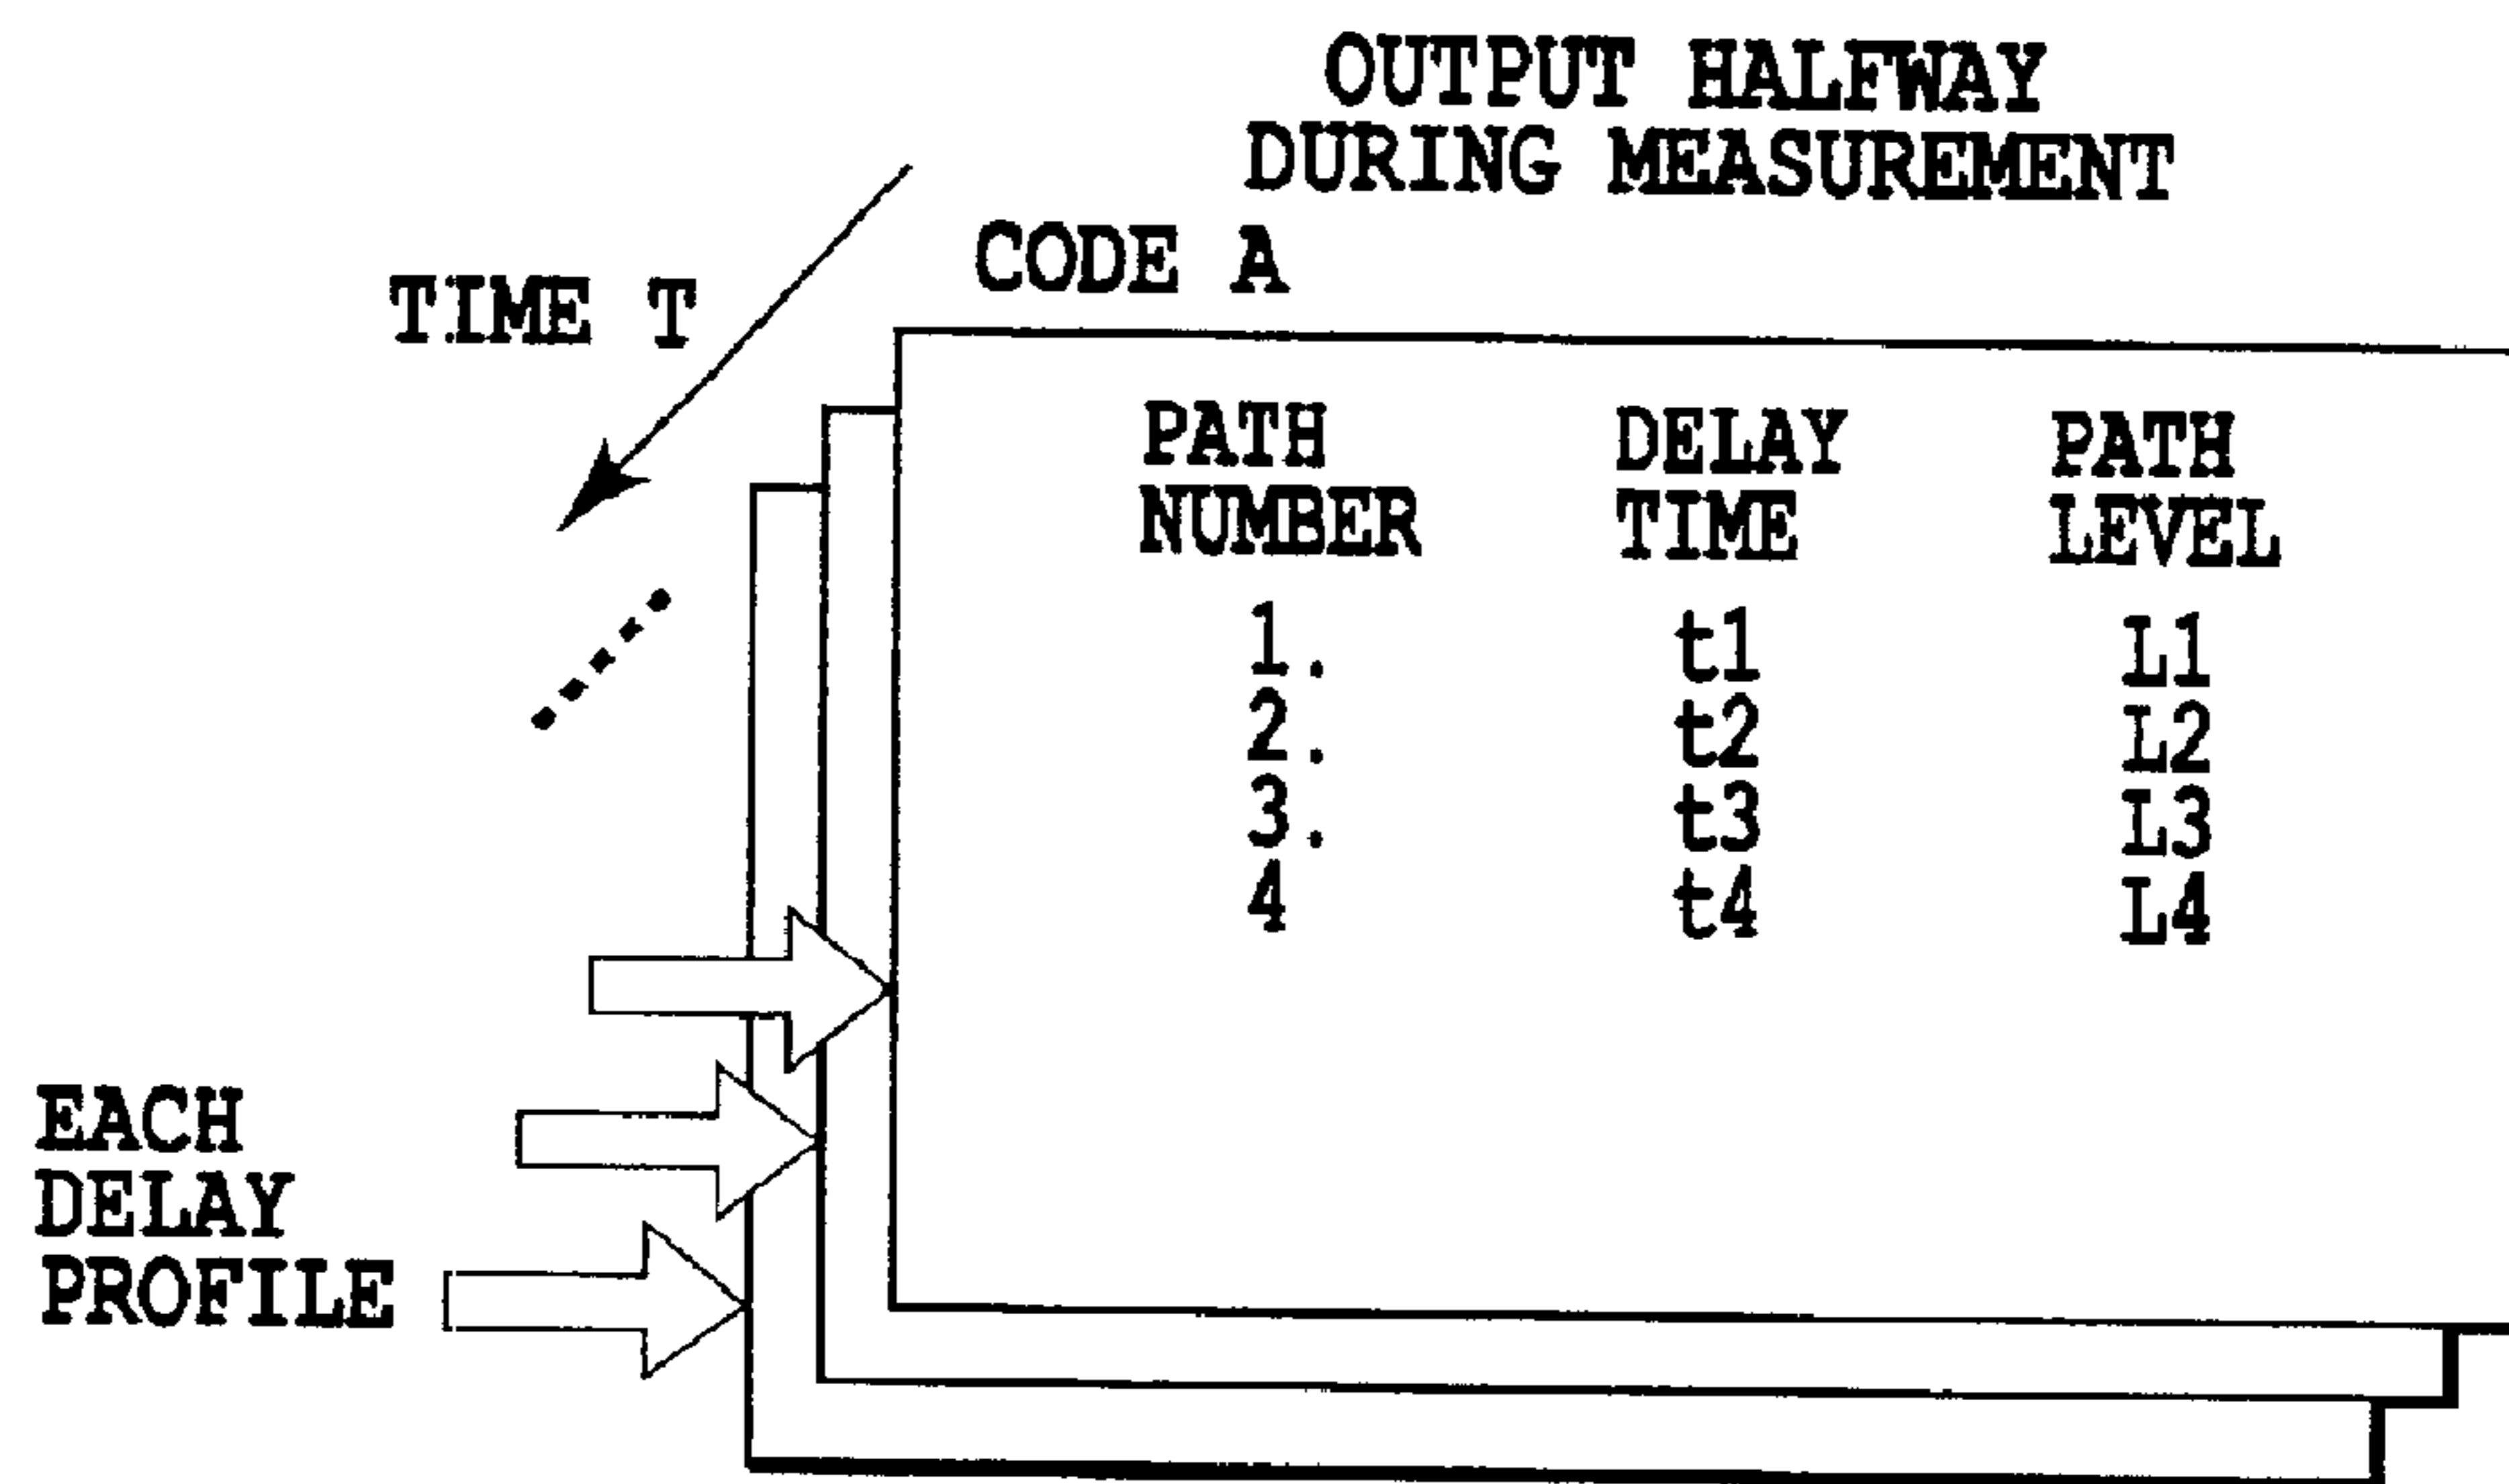 OUTPUT HALFWAY
DURING MEASUREMENT
CODE A
TIME T
PATH NUMBER DELAY TIME PATH LEVEL
1. t1 L1
2. t2 L2
3. t3 L3
4 t4 L4
EACH
DELAY
PROFILE